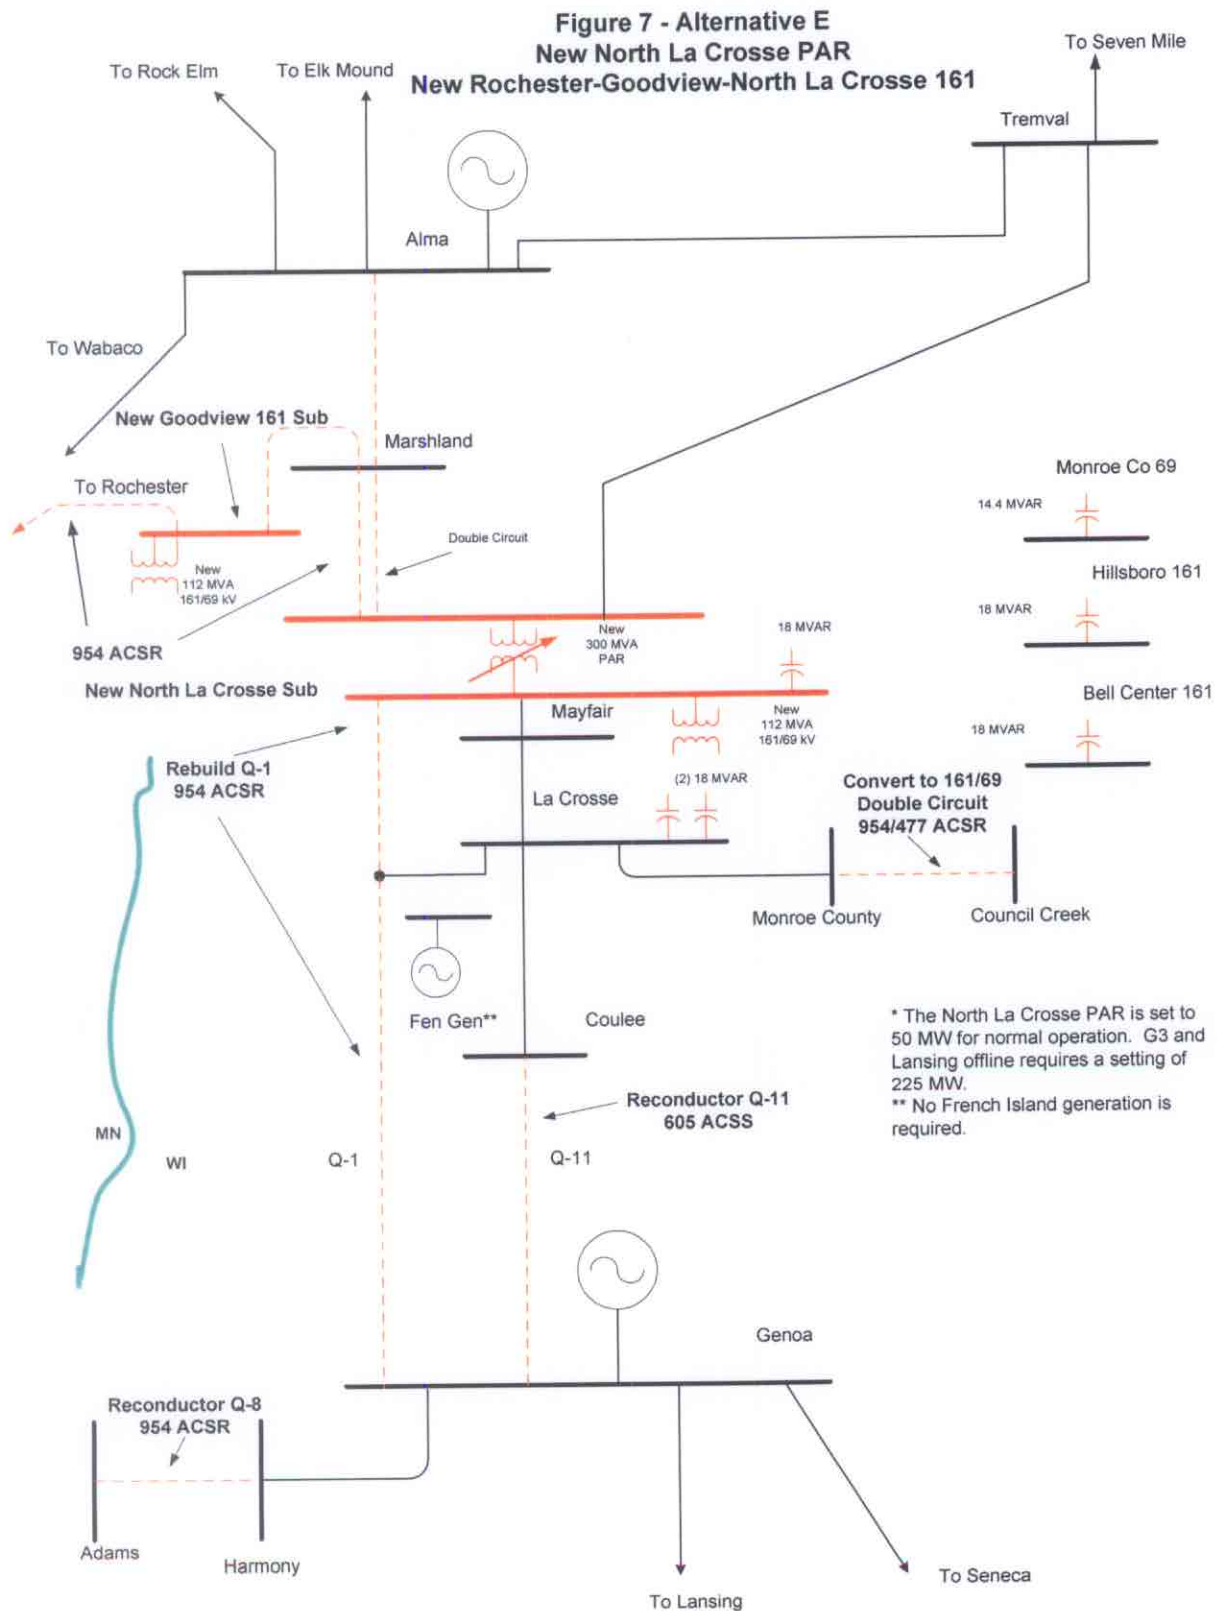 Figure 7 - Alternative E
New North La Crosse PAR
New Rochester-Goodview-North La Crosse 161
To Rock Elm
To Elk Mound
To Seven Mile
Tremval
Alma
To Wabaco
New Goodview 161 Sub
Marshland
To Rochester
Monroe Co 69
14.4 MVAR
Double Circuit
New
112 MVA
161/69 kV
Hillsboro 161
18 MVAR
954 ACSR
New
300 MVA
PAR
18 MVAR
New North La Crosse Sub
Bell Center 161
Mayfair
New
112 MVA
161/69 kV
18 MVAR
Rebuild Q-1
954 ACSR
(2) 18 MVAR
La Crosse
Convert to 161/69
Double Circuit
954/477 ACSR
Monroe County
Council Creek
Fen Gen**
Coulee
* The North La Crosse PAR is set to
50 MW for normal operation. G3 and
Lansing offline requires a setting of
225 MW.
** No French Island generation is
required.
Reconductor Q-11
605 ACSS
MN
WI
Q-1
Q-11
Genoa
Reconductor Q-8
954 ACSR
Adams
Harmony
To Lansing
To Seneca